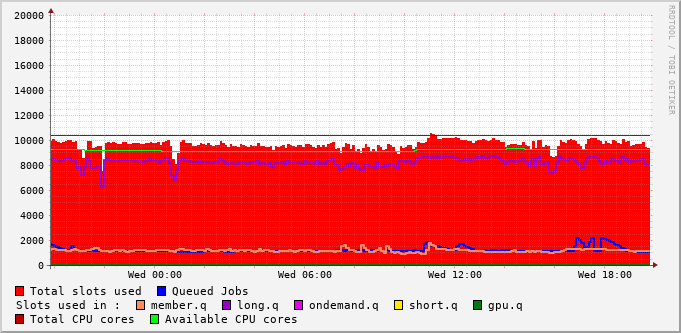 20000
18000
16000
14000
12000
10000
8000
6000
4000
2000
0
Wed 00:00 Wed 06:00 Wed 12:00 Wed 18:00
Total slots used Queued Jobs
Slots used in : member.q long.q ondemand.q short.q gpu.q
Total CPU cores Available CPU cores
RRDTOOL / TOBI OETIKER